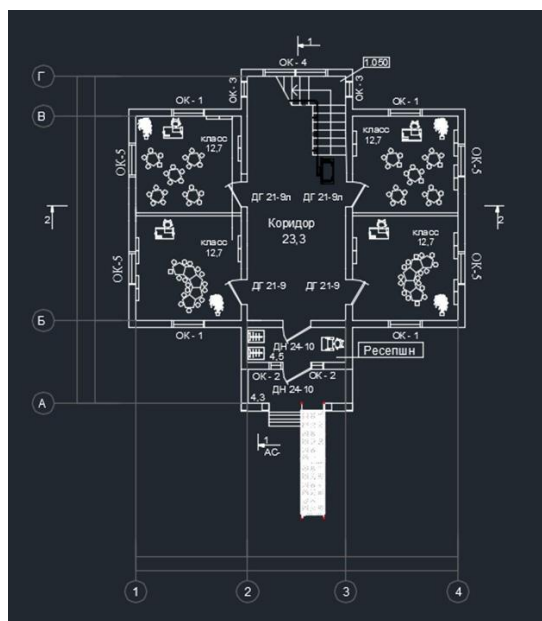 1
1.050
ОК - 4
Г
ОК - 3
ОК - 3
ОК - 1
ОК - 1
В
класс
12,7
класс
12,7
ОК-5
ОК-5
ДГ 21-9л
ДГ 21-9л
2
2
Коридор
23,3
класс
12,7
класс
12,7
ОК-5
ОК-5
ДГ 21-9
ДГ 21-9
Б
ОК - 1
ОК - 1
ДН 24-10
4,5
Ресепшн
ОК - 2
ОК - 2
ДН 24-10
4,3
А
1
АС-
1
2
3
4